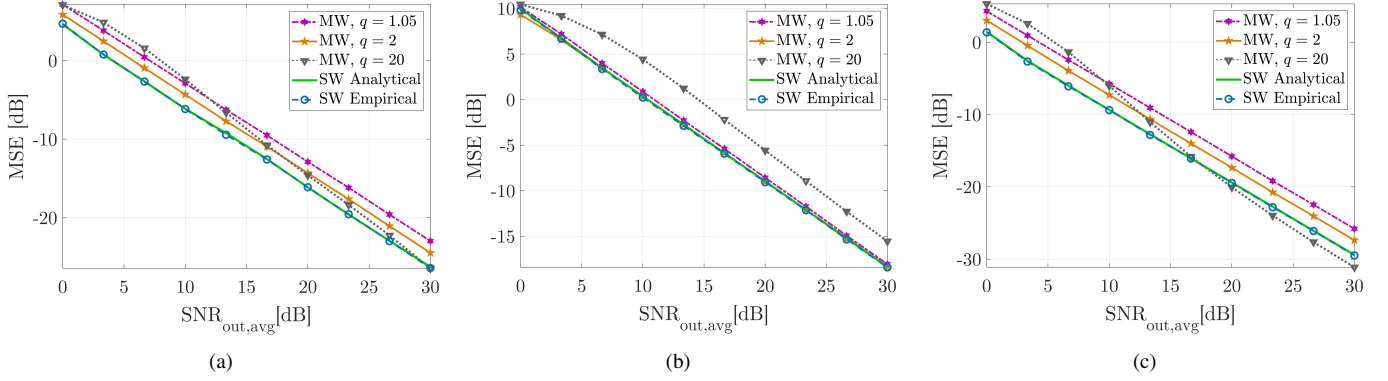 MW, q = 1.05
MW, q = 2
MW, q = 20
SW Analytical
SW Empirical
MSE [dB]
0
-10
-20
0 5 10 15 20 25 30
SNR_out,avg[dB]
(a)
MW, q = 1.05
MW, q = 2
MW, q = 20
SW Analytical
SW Empirical
MSE [dB]
10
5
0
-5
-10
-15
0 5 10 15 20 25 30
SNR_out,avg[dB]
(b)
MW, q = 1.05
MW, q = 2
MW, q = 20
SW Analytical
SW Empirical
MSE [dB]
0
-10
-20
-30
0 5 10 15 20 25 30
SNR_out,avg[dB]
(c)